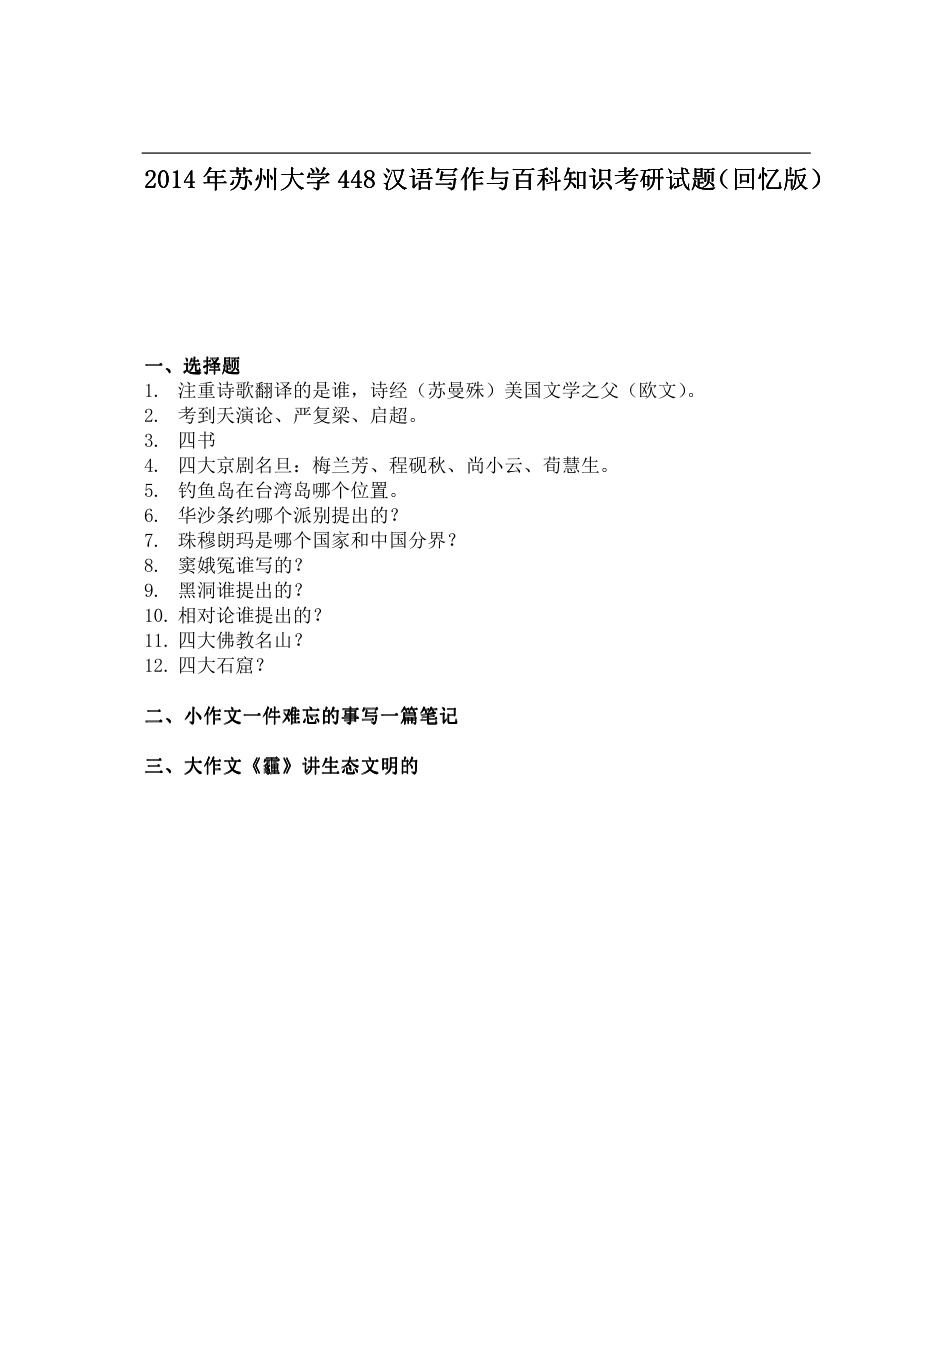 2014 年苏州大学 448 汉语写作与百科知识考研试题（回忆版）
一、选择题
1. 注重诗歌翻译的是谁，诗经（苏曼殊）美国文学之父（欧文）。
2. 考到天演论、严复梁、启超。
3. 四书
4. 四大京剧名旦：梅兰芳、程砚秋、尚小云、荀慧生。
5. 钓鱼岛在台湾岛哪个位置。
6. 华沙条约哪个派别提出的？
7. 珠穆朗玛是哪个国家和中国分界？
8. 窦娥冤谁写的？
9. 黑洞谁提出的？
10. 相对论谁提出的？
11. 四大佛教名山？
12. 四大石窟？
二、小作文一件难忘的事写一篇笔记
三、大作文《霾》讲生态文明的